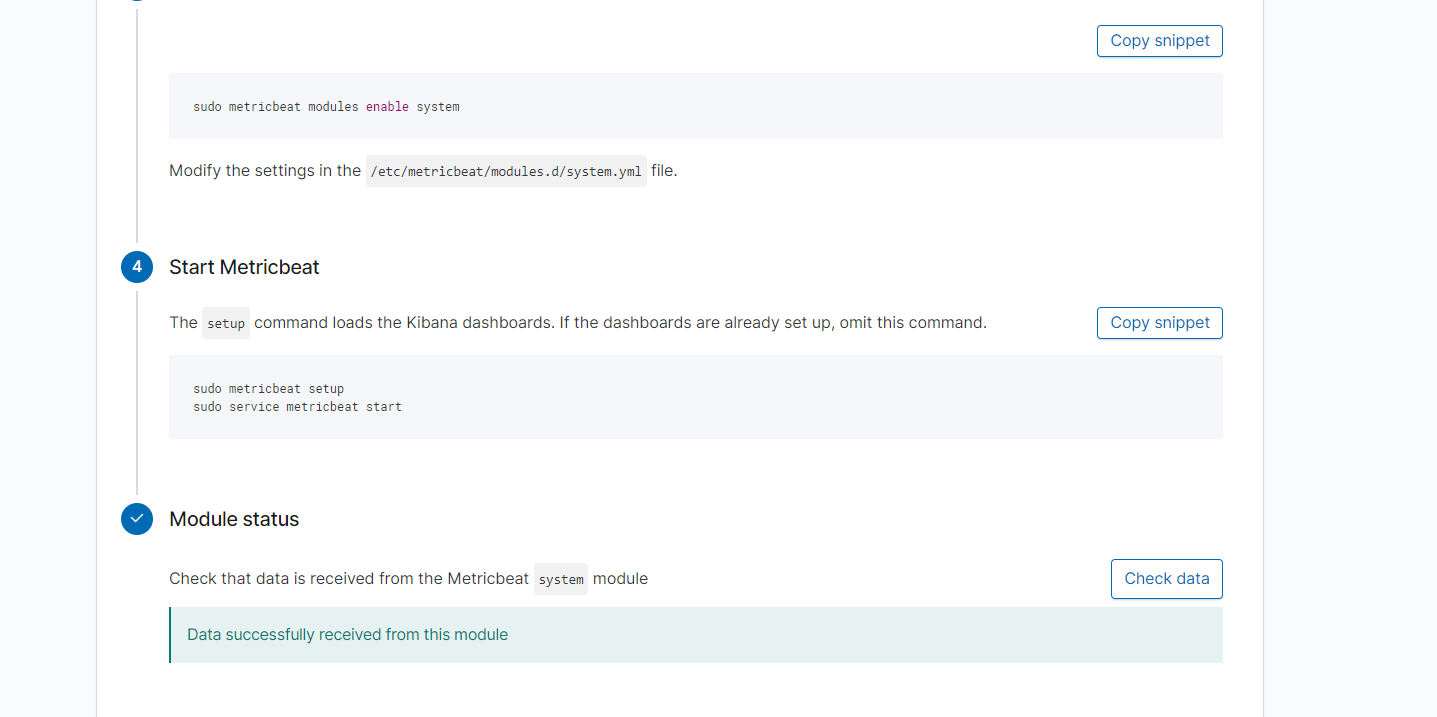 Copy snippet
sudo metricbeat modules enable system
Modify the settings in the /etc/metricbeat/modules.d/system.yml file.
4 Start Metricbeat
The setup command loads the Kibana dashboards. If the dashboards are already set up, omit this command. Copy snippet
sudo metricbeat setup
sudo service metricbeat start
Module status
Check that data is received from the Metricbeat system module Check data
Data successfully received from this module